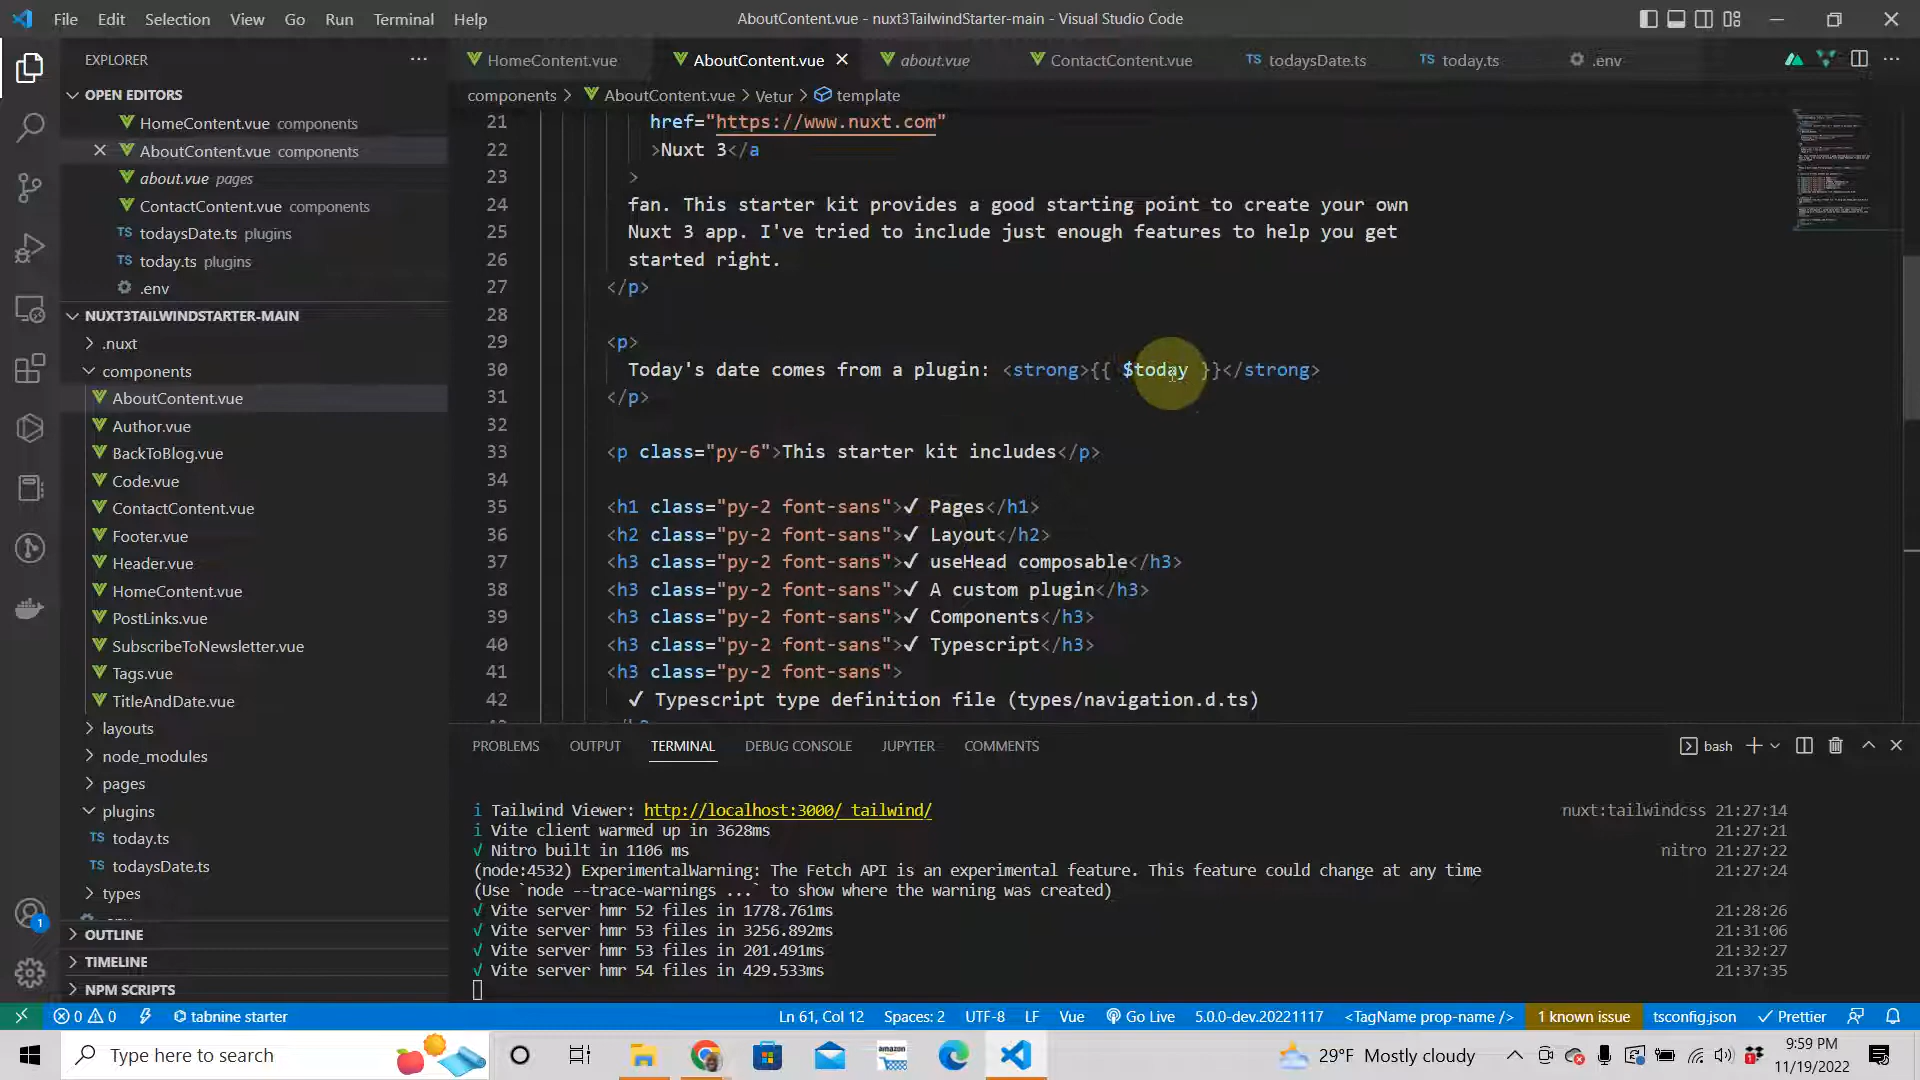 File Edit Selection View Go Run Terminal Help
AboutContent.vue - nuxt3TailwindStarter-main - Visual Studio Code
EXPLORER
OPEN EDITORS
HomeContent.vue components
AboutContent.vue components
about.vue pages
ContactContent.vue components
TS todaysDate.ts plugins
TS today.ts plugins
.env
NUXT3TAILWINDSTARTER-MAIN
.nuxt
components
AboutContent.vue
Author.vue
BackToBlog.vue
Code.vue
ContactContent.vue
Footer.vue
Header.vue
HomeContent.vue
PostLinks.vue
SubscribeToNewsletter.vue
Tags.vue
TitleAndDate.vue
layouts
node_modules
pages
plugins
TS today.ts
TS todaysDate.ts
types
OUTLINE
TIMELINE
NPM SCRIPTS
1
HomeContent.vue AboutContent.vue about.vue ContactContent.vue TS todaysDate.ts TS today.ts .env
components > AboutContent.vue > Vetur > template
21 href="https://www.nuxt.com"
22 >Nuxt 3</a
23 >
24 fan. This starter kit provides a good starting point to create your own
25 Nuxt 3 app. I've tried to include just enough features to help you get
26 started right.
27 </p>
28
29 <p>
30 Today's date comes from a plugin: <strong>{{ $today }}</strong>
31 </p>
32
33 <p class="py-6">This starter kit includes</p>
34
35 <h1 class="py-2 font-sans">✓ Pages</h1>
36 <h2 class="py-2 font-sans">✓ Layout</h2>
37 <h3 class="py-2 font-sans">✓ useHead composable</h3>
38 <h3 class="py-2 font-sans">✓ A custom plugin</h3>
39 <h3 class="py-2 font-sans">✓ Components</h3>
40 <h3 class="py-2 font-sans">✓ Typescript</h3>
41 <h3 class="py-2 font-sans">
42 ✓ Typescript type definition file (types/navigation.d.ts)
PROBLEMS OUTPUT TERMINAL DEBUG CONSOLE JUPYTER COMMENTS
bash
i Tailwind Viewer: http://localhost:3000/_tailwind/ nuxt:tailwindcss 21:27:14
i Vite client warmed up in 3628ms 21:27:21
√ Nitro built in 1106 ms nitro 21:27:22
(node:4532) ExperimentalWarning: The Fetch API is an experimental feature. This feature could change at any time 21:27:24
(Use `node --trace-warnings ...` to show where the warning was created)
√ Vite server hmr 52 files in 1778.761ms 21:28:26
√ Vite server hmr 53 files in 3256.892ms 21:31:06
√ Vite server hmr 53 files in 201.491ms 21:32:27
√ Vite server hmr 54 files in 429.533ms 21:37:35
0 0 tabnine starter Ln 61, Col 12 Spaces: 2 UTF-8 LF Vue Go Live 5.0.0-dev.20221117 <TagName prop-name /> 1 known issue tsconfig.json Prettier
Type here to search
amazon
29°F Mostly cloudy
9:59 PM
11/19/2022